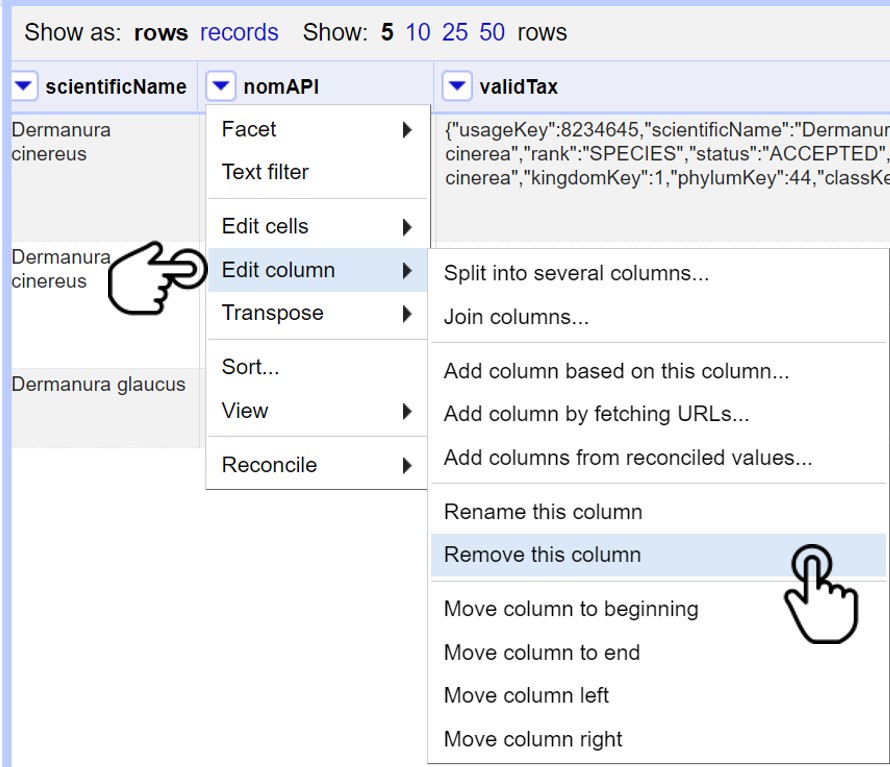 Show as: rows records Show: 5 10 25 50 rows
scientificName nomAPI validTax
Dermanura
cinereus
{"usageKey":8234645,"scientificName":"Dermanur
cinerea","rank":"SPECIES","status":"ACCEPTED",
cinerea","kingdomKey":1,"phylumKey":44,"classKe
Dermanura
cinereus
Dermanura glaucus
Facet
Text filter
Edit cells
Edit column
Transpose
Sort...
View
Reconcile
Split into several columns...
Join columns...
Add column based on this column...
Add column by fetching URLs...
Add columns from reconciled values...
Rename this column
Remove this column
Move column to beginning
Move column to end
Move column left
Move column right